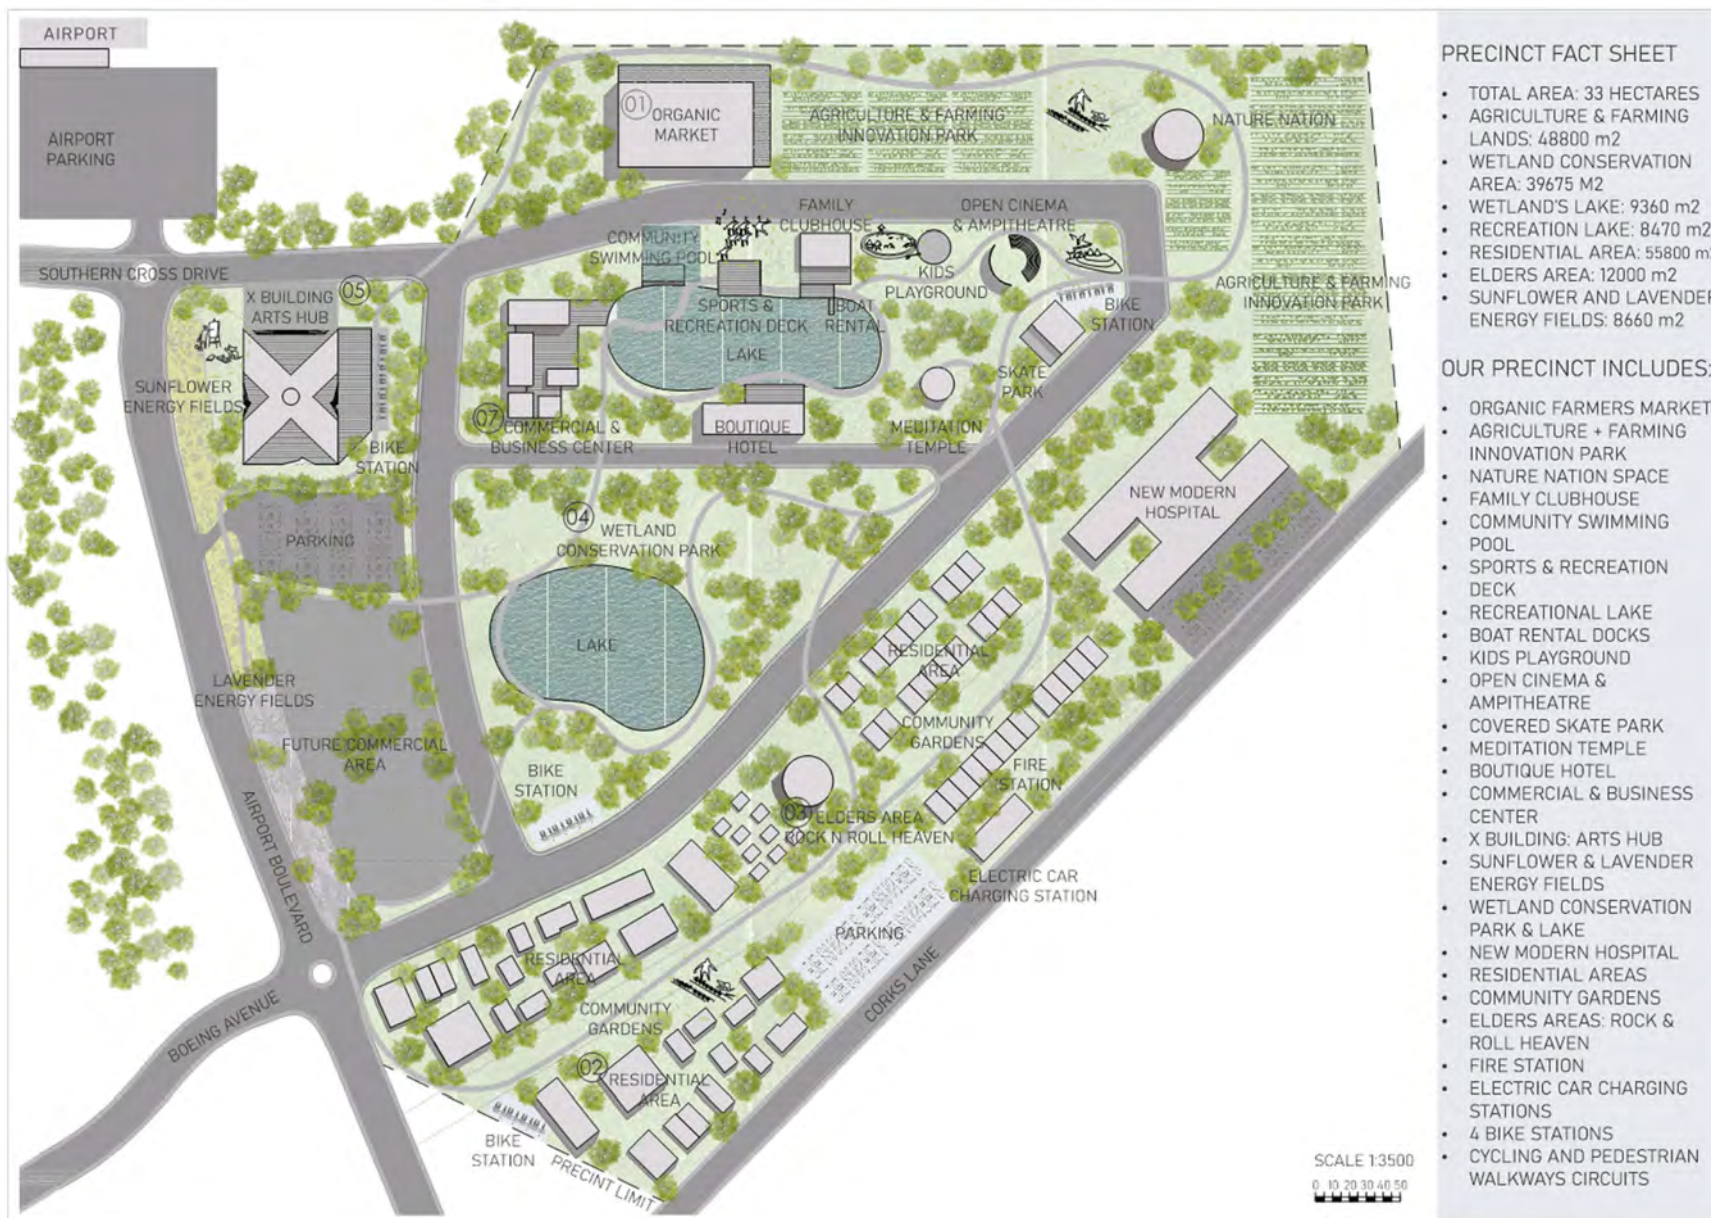 AIRPORT
AIRPORT
PARKING
SOUTHERN CROSS DRIVE
01
ORGANIC
MARKET
AGRICULTURE & FARMING
INNOVATION PARK
NATURE NATION
FAMILY
CLUBHOUSE
OPEN CINEMA
& AMPITHEATRE
COMMUNITY
SWIMMING POOL
KIDS
PLAYGROUND
SPORTS &
RECREATION DECK
BOAT
RENTAL
LAKE
AGRICULTURE & FARMING
INNOVATION PARK
BIKE
STATION
05
X BUILDING
ARTS HUB
SUNFLOWER
ENERGY FIELDS
BIKE
STATION
07
COMMERCIAL &
BUSINESS CENTER
BOUTIQUE
HOTEL
MEDITATION
TEMPLE
SKATE
PARK
NEW MODERN
HOSPITAL
PARKING
04
WETLAND
CONSERVATION PARK
LAKE
LAVENDER
ENERGY FIELDS
FUTURE COMMERCIAL
AREA
RESIDENTIAL
AREA
COMMUNITY
GARDENS
FIRE
STATION
BIKE
STATION
03
ELDERS AREA
ROCK N ROLL HEAVEN
ELECTRIC CAR
CHARGING STATION
AIRPORT BOULEVARD
PARKING
RESIDENTIAL
AREA
COMMUNITY
GARDENS
CORKS LANE
BOEING AVENUE
02
RESIDENTIAL
AREA
BIKE
STATION
PRECINT LIMIT
SCALE 1:3500
0 10 20 30 40 50
PRECINCT FACT SHEET
• TOTAL AREA: 33 HECTARES
• AGRICULTURE & FARMING
LANDS: 48800 m2
• WETLAND CONSERVATION
AREA: 39675 M2
• WETLAND'S LAKE: 9360 m2
• RECREATION LAKE: 8470 m2
• RESIDENTIAL AREA: 55800 m2
• ELDERS AREA: 12000 m2
• SUNFLOWER AND LAVENDER
ENERGY FIELDS: 8660 m2
OUR PRECINCT INCLUDES:
• ORGANIC FARMERS MARKET
• AGRICULTURE + FARMING
INNOVATION PARK
• NATURE NATION SPACE
• FAMILY CLUBHOUSE
• COMMUNITY SWIMMING
POOL
• SPORTS & RECREATION
DECK
• RECREATIONAL LAKE
• BOAT RENTAL DOCKS
• KIDS PLAYGROUND
• OPEN CINEMA &
AMPITHEATRE
• COVERED SKATE PARK
• MEDITATION TEMPLE
• BOUTIQUE HOTEL
• COMMERCIAL & BUSINESS
CENTER
• X BUILDING: ARTS HUB
• SUNFLOWER & LAVENDER
ENERGY FIELDS
• WETLAND CONSERVATION
PARK & LAKE
• NEW MODERN HOSPITAL
• RESIDENTIAL AREAS
• COMMUNITY GARDENS
• ELDERS AREAS: ROCK &
ROLL HEAVEN
• FIRE STATION
• ELECTRIC CAR CHARGING
STATIONS
• 4 BIKE STATIONS
• CYCLING AND PEDESTRIAN
WALKWAYS CIRCUITS